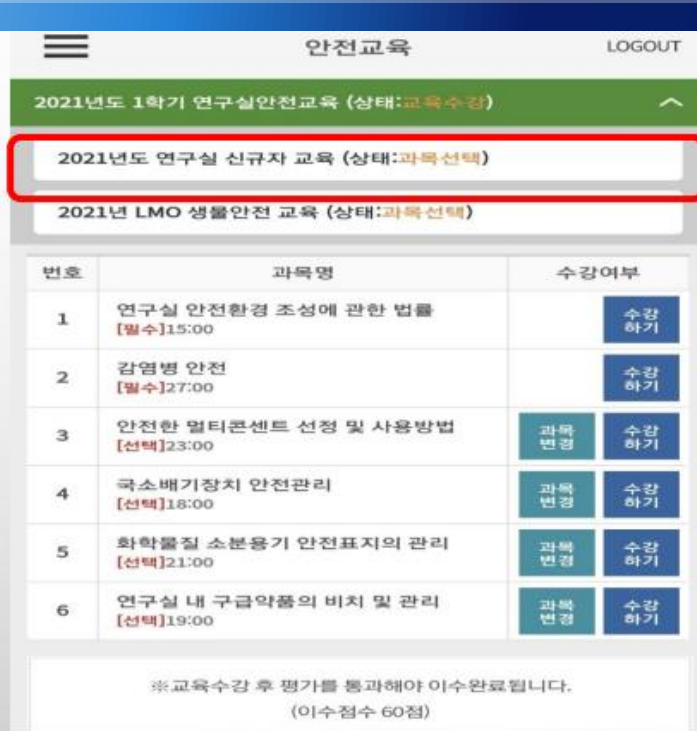 안전교육
LOGOUT
2021년도 1학기 연구실안전교육 (상태:교육수강)
2021년도 연구실 신규자 교육 (상태:과목선택)
2021년 LMO 생물안전 교육 (상태:과목선택)
번호 과목명 수강여부
1 연구실 안전환경 조성에 관한 법률
[필수]15:00
수강
하기
2 감염병 안전
[필수]27:00
수강
하기
3 안전한 멀티콘센트 선정 및 사용방법
[선택]23:00
과목
변경
수강
하기
4 국소배기장치 안전관리
[선택]18:00
과목
변경
수강
하기
5 화학물질 소분용기 안전표지의 관리
[선택]21:00
과목
변경
수강
하기
6 연구실 내 구급약품의 비치 및 관리
[선택]19:00
과목
변경
수강
하기
※교육수강 후 평가를 통과해야 이수완료됩니다.
(이수점수 60점)